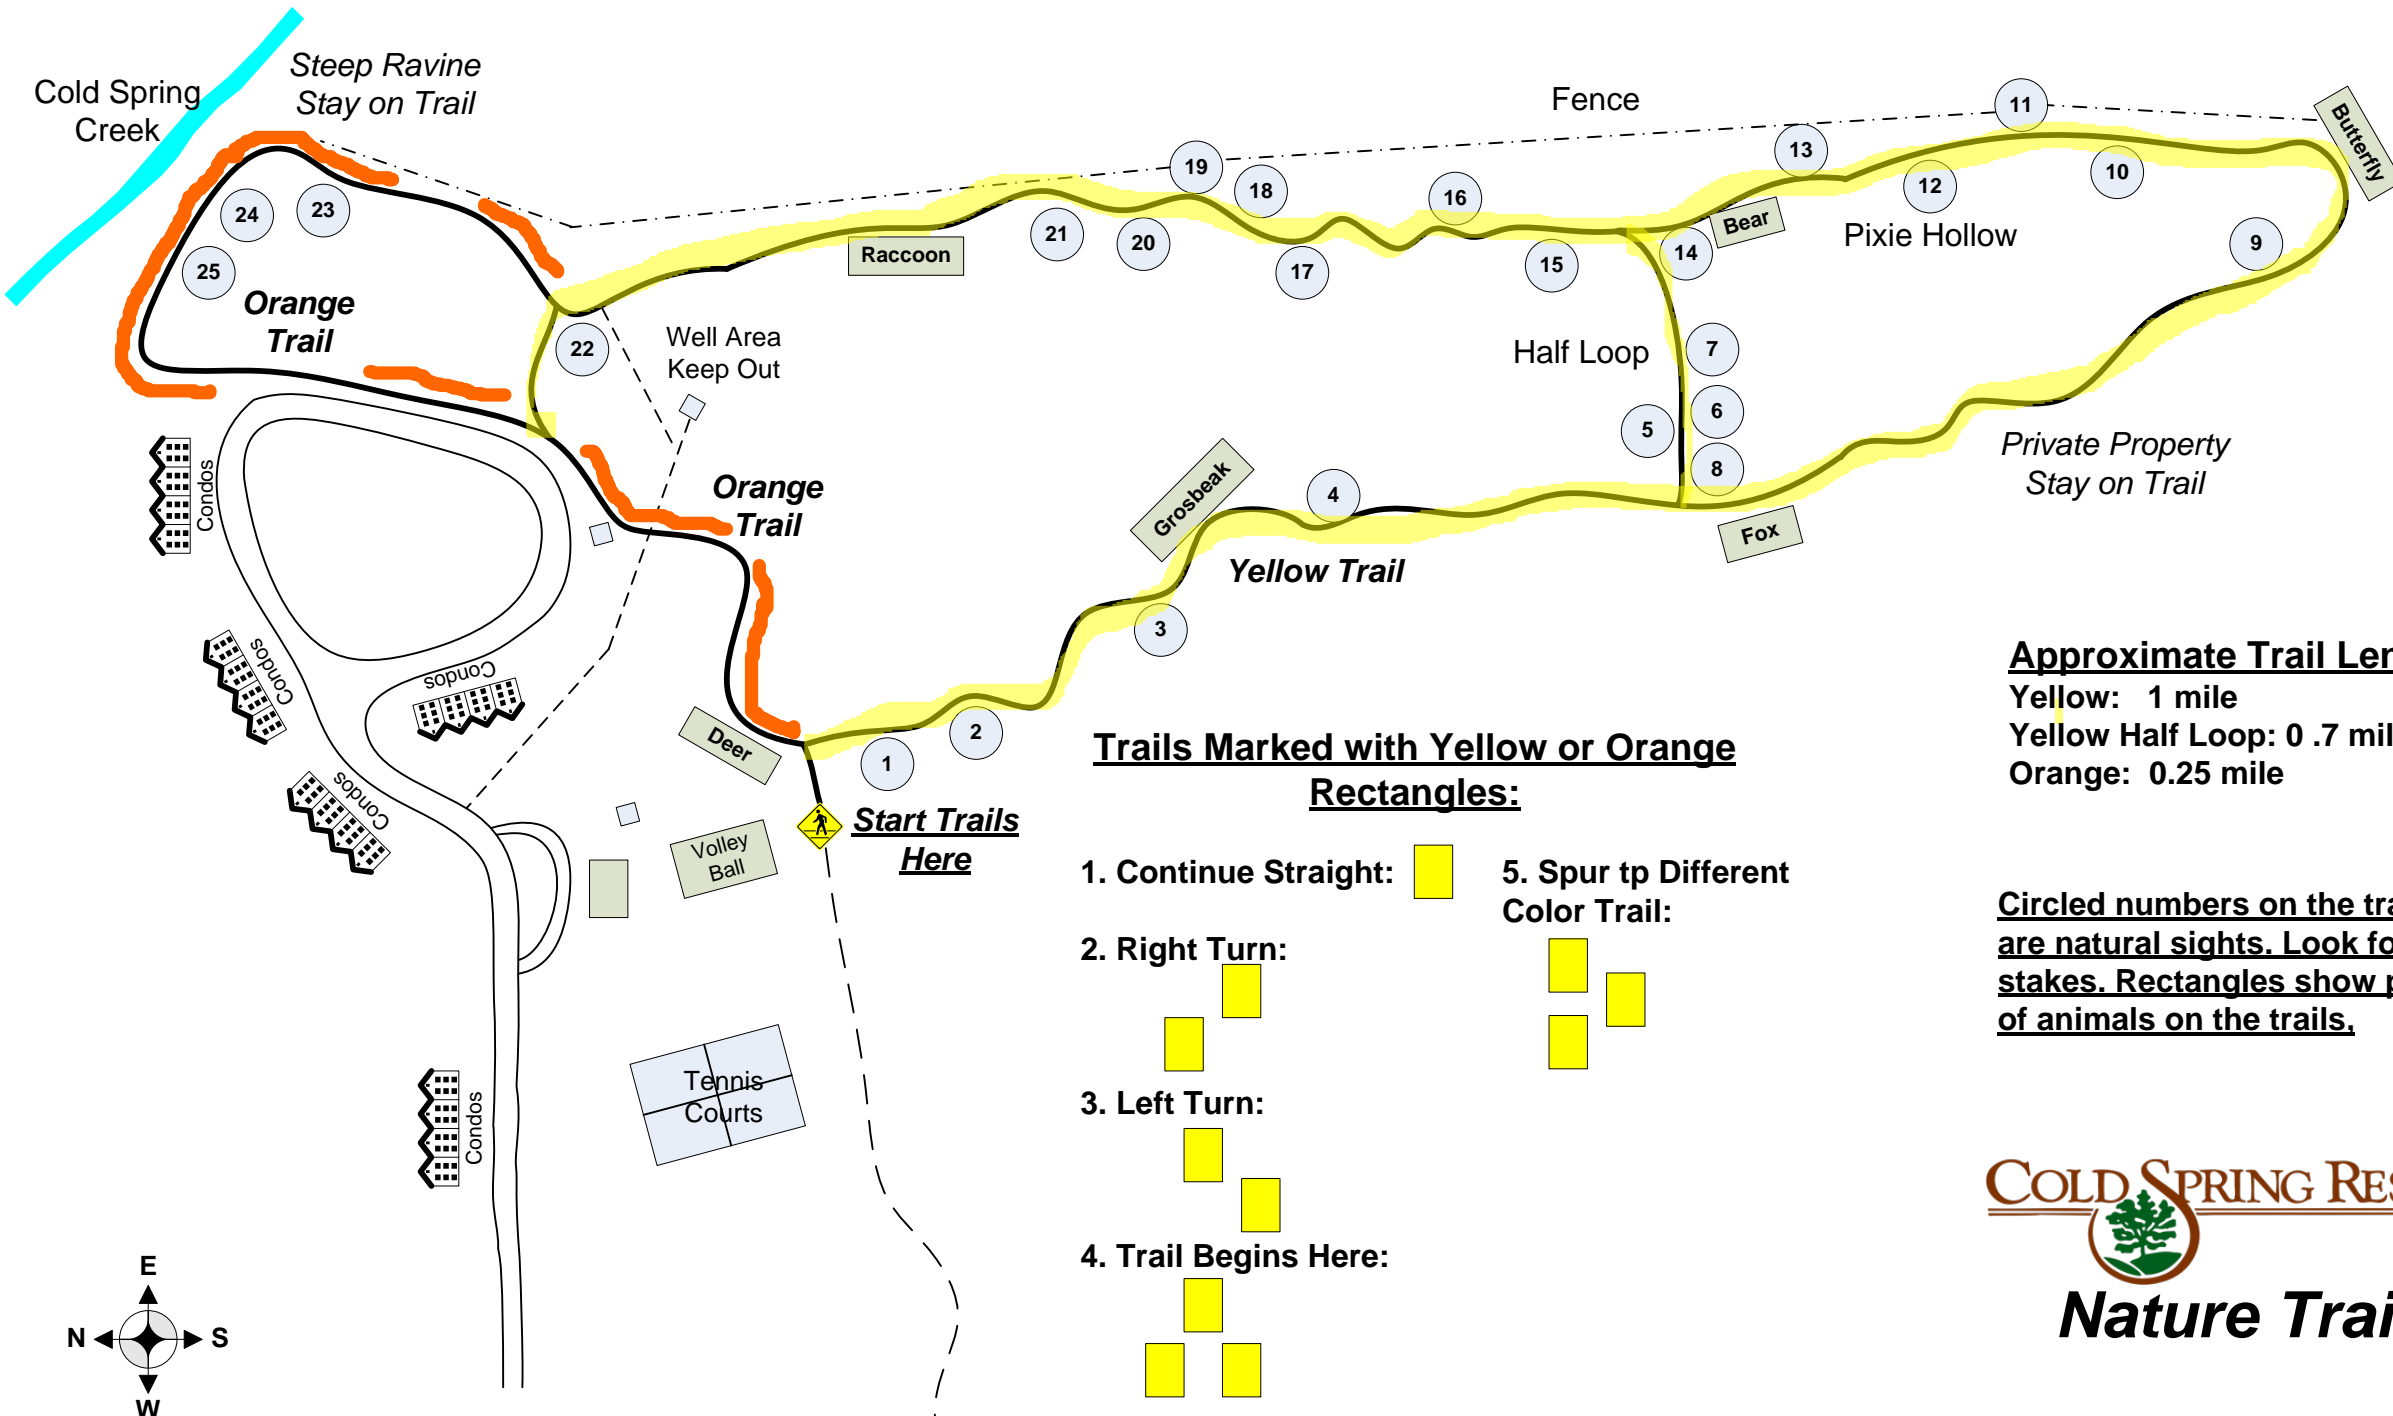 Cold Spring
Creek
Steep Ravine
Stay on Trail
Fence
11
Butterfly
13
19
18
16
12
10
24
23
21
20
Bear
Pixie Hollow
9
Raccoon
17
15
14
25
Orange
Trail
22
Well Area
Keep Out
Half Loop
7
6
5
8
Private Property
Stay on Trail
Condos
Orange
Trail
Grosbeak
4
Fox
Yellow Trail
3
Condos
Condos
Condos
Deer
1
2
Start Trails
Here
Volley
Ball
Tennis
Courts
Condos
Approximate Trail Len
Yellow: 1 mile
Yellow Half Loop: 0 .7 mil
Orange: 0.25 mile
Trails Marked with Yellow or Orange
Rectangles:
1. Continue Straight:
2. Right Turn:
3. Left Turn:
4. Trail Begins Here:
5. Spur tp Different
Color Trail:
Circled numbers on the tra
are natural sights. Look fo
stakes. Rectangles show p
of animals on the trails,
COLD SPRING RES
Nature Trai
E
N
S
W